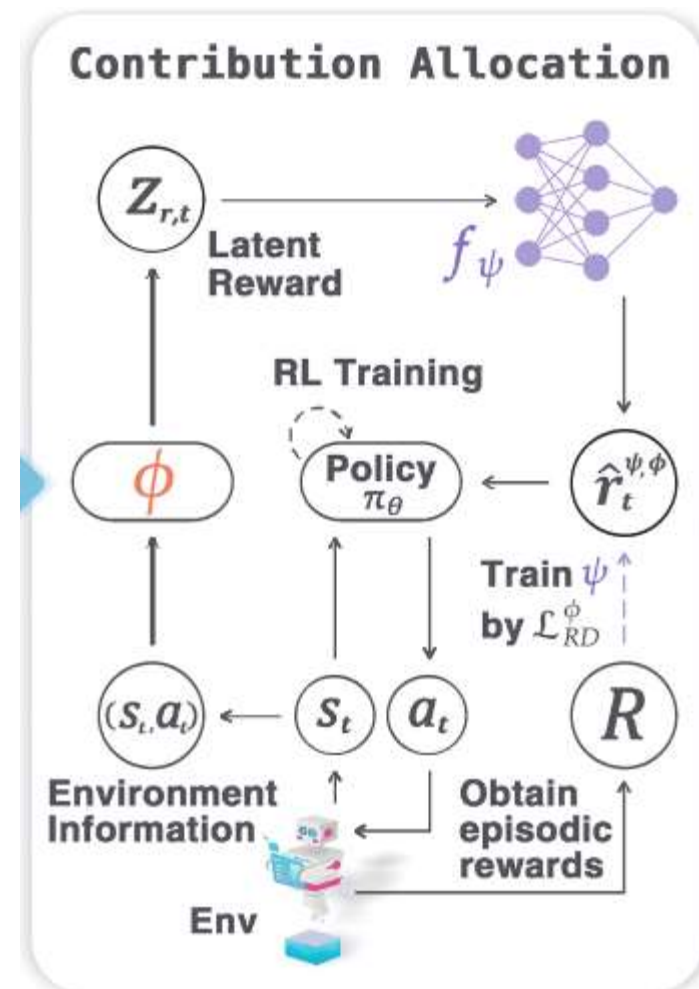 Contribution Allocation
Z_{r,t}
Latent
Reward
f_ψ
RL Training
ϕ
Policy
π_θ
r̂_t^{ψ,ϕ}
Train ψ
by ℒ_{RD}^ϕ
(s_t, a_t)
s_t
a_t
R
Environment
Information
Obtain
episodic
rewards
Env